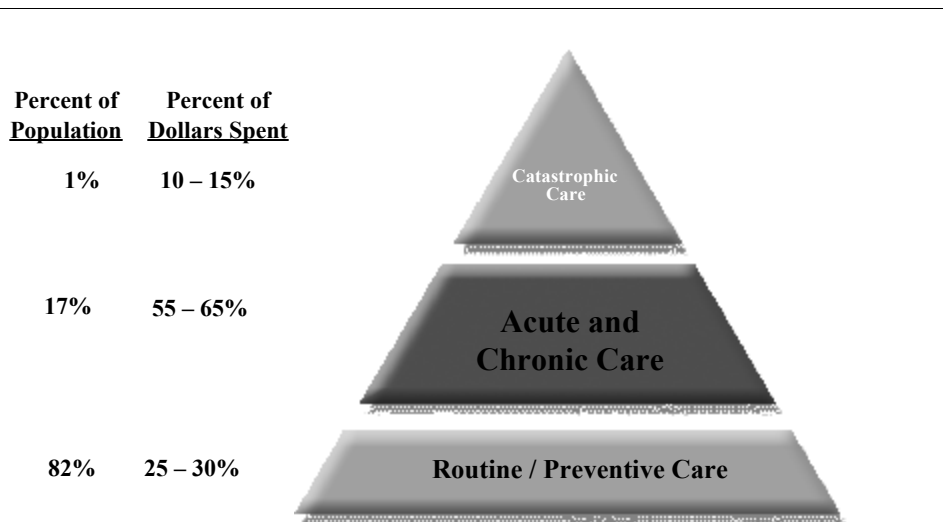 Percent of Percent of
Population Dollars Spent
1% 10 – 15%
Catastrophic
Care
17% 55 – 65%
Acute and
Chronic Care
82% 25 – 30%
Routine / Preventive Care